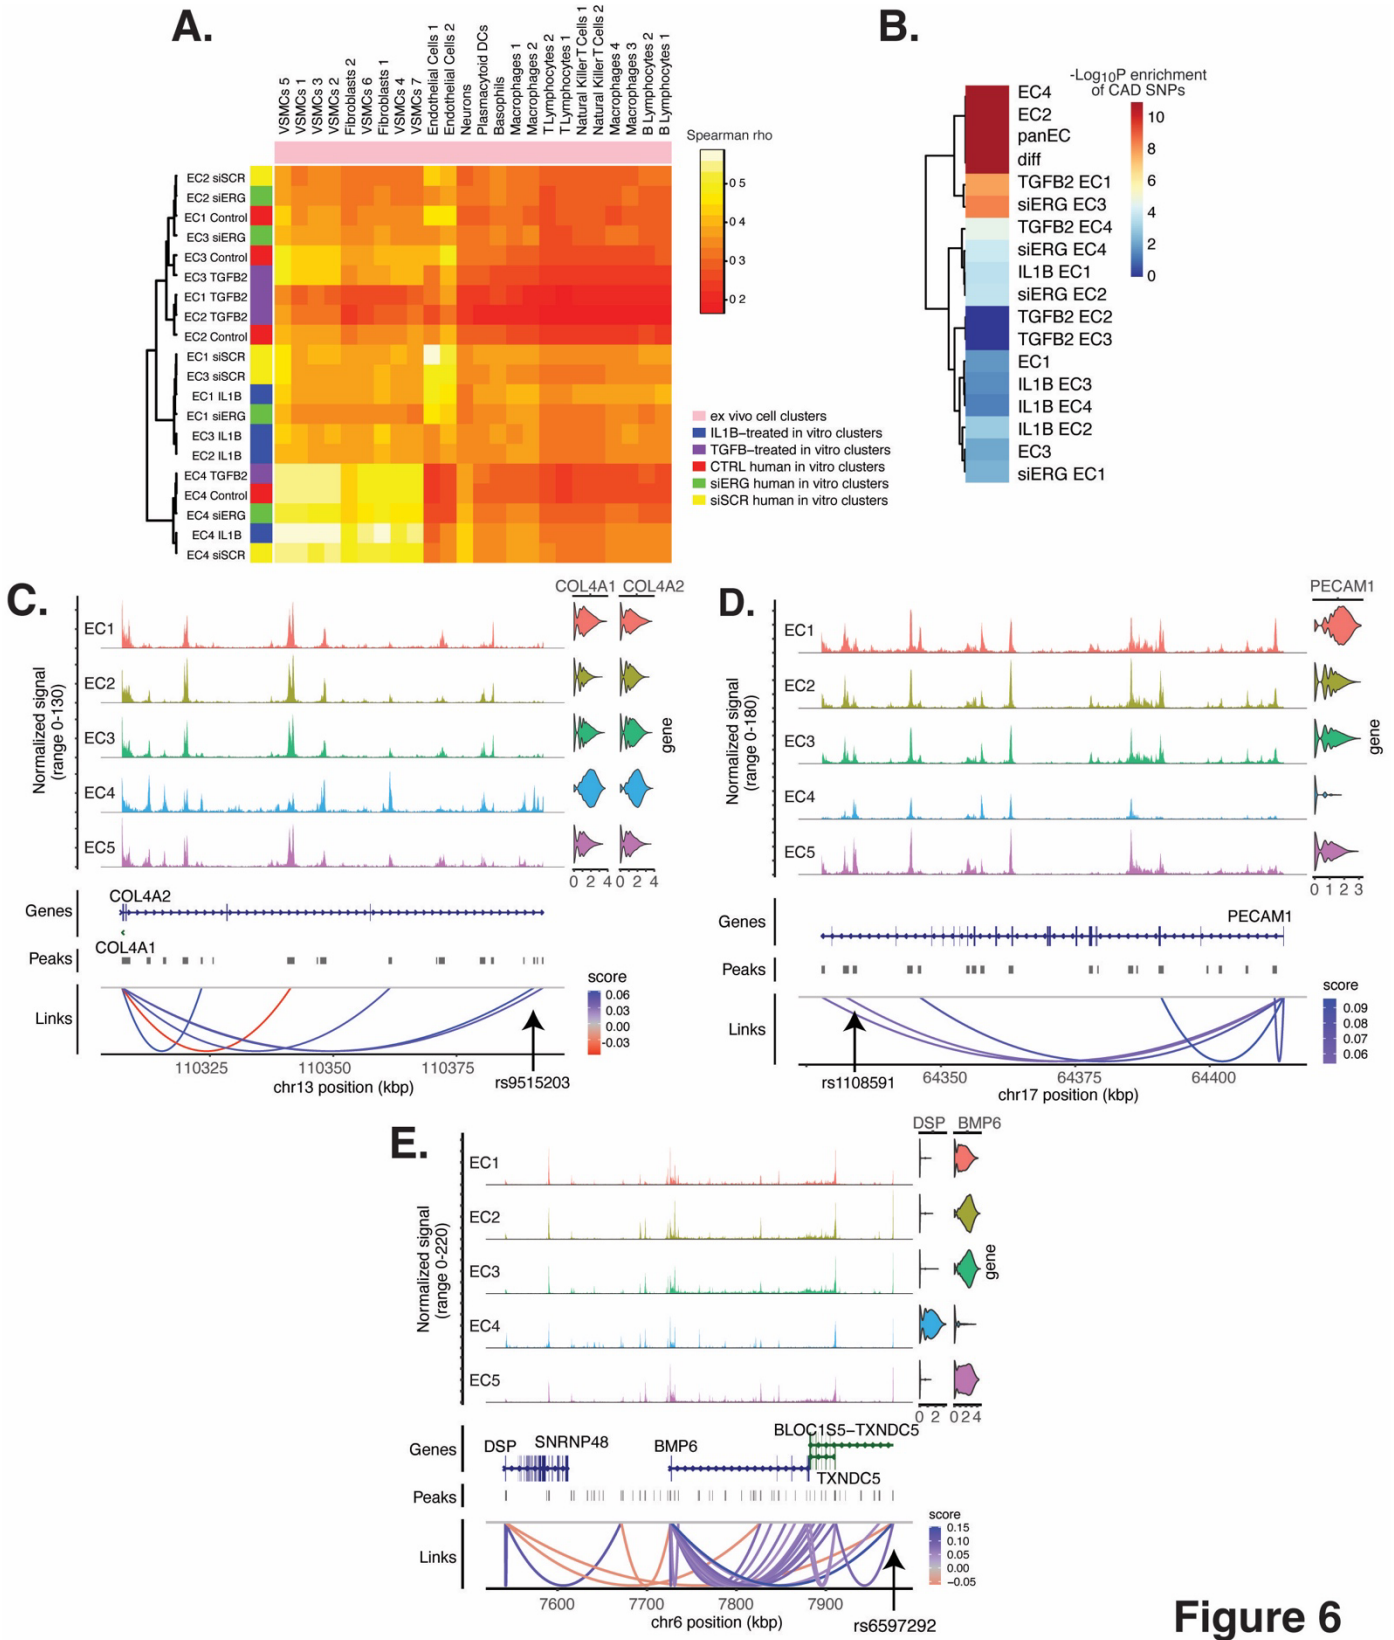 A.
VSMCs 5
VSMCs 1
VSMCs 3
VSMCs 2
Fibroblasts 2
VSMCs 6
Fibroblasts 1
VSMCs 4
VSMCs 7
Endothelial Cells 1
Endothelial Cells 2
Neurons
Plasmacytoid DCs
Basophils
Macrophages 1
Macrophages 2
T Lymphocytes 2
T Lymphocytes 1
Natural Killer T Cells 1
Natural Killer T Cells 2
Macrophages 4
Macrophages 3
B Lymphocytes 2
B Lymphocytes 1
EC2 siSCR
EC2 siERG
EC1 Control
EC3 siERG
EC3 Control
EC3 TGFB2
EC1 TGFB2
EC2 TGFB2
EC2 Control
EC1 siSCR
EC3 siSCR
EC1 IL1B
EC1 siERG
EC3 IL1B
EC2 IL1B
EC4 TGFB2
EC4 Control
EC4 siERG
EC4 IL1B
EC4 siSCR
Spearman rho
0 5
0 4
0 3
0 2
ex vivo cell clusters
IL1B-treated in vitro clusters
TGFB-treated in vitro clusters
CTRL human in vitro clusters
siERG human in vitro clusters
siSCR human in vitro clusters
B.
EC4
EC2
panEC
diff
TGFB2 EC1
siERG EC3
TGFB2 EC4
siERG EC4
IL1B EC1
siERG EC2
TGFB2 EC2
TGFB2 EC3
EC1
IL1B EC3
IL1B EC4
IL1B EC2
EC3
siERG EC1
-Log10P enrichment
of CAD SNPs
10
8
6
4
2
0
C.
COL4A1 COL4A2
Normalized signal
(range 0-130)
EC1
EC2
EC3
EC4
EC5
gene
0 2 4 0 2 4
Genes
COL4A2
COL4A1
Peaks
Links
score
0.06
0.03
0.00
-0.03
110325 110350 110375
chr13 position (kbp)
rs9515203
D.
PECAM1
Normalized signal
(range 0-180)
EC1
EC2
EC3
EC4
EC5
gene
0 1 2 3
Genes
PECAM1
Peaks
Links
score
0.09
0.08
0.07
0.06
rs1108591
64350 64375 64400
chr17 position (kbp)
E.
DSP BMP6
Normalized signal
(range 0-220)
EC1
EC2
EC3
EC4
EC5
gene
0 2 0 2 4
Genes
DSP
SNRNP48
BMP6
BLOC1S5-TXNDC5
TXNDC5
Peaks
Links
score
0.15
0.10
0.05
0.00
-0.05
7600 7700 7800 7900
chr6 position (kbp)
rs6597292
Figure 6